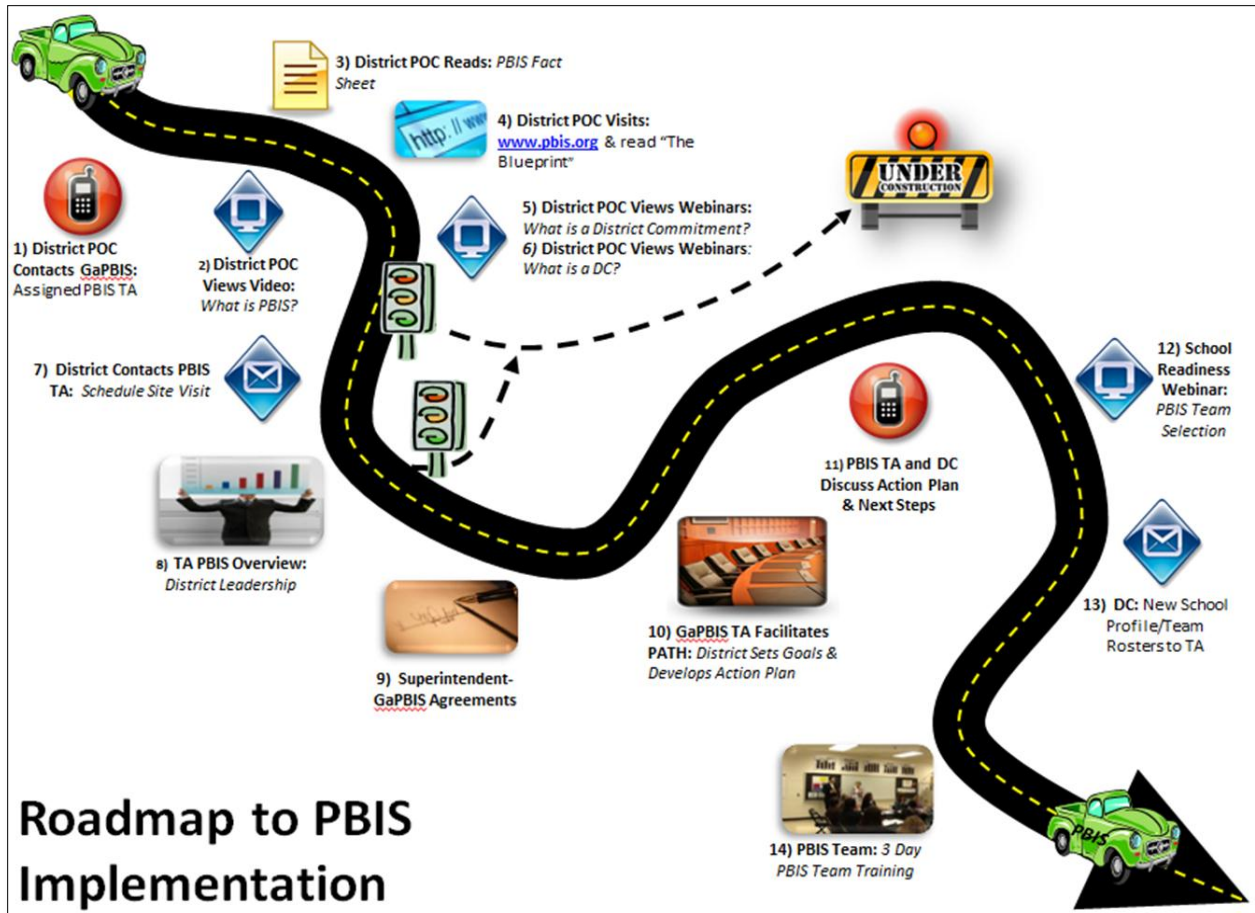 3) District POC Reads: PBIS Fact
Sheet
http: // www
4) District POC Visits:
www.pbis.org & read “The
Blueprint”
UNDER
CONSTRUCTION
1) District POC
Contacts GaPBIS:
Assigned PBIS TA
2) District POC
Views Video:
What is PBIS?
5) District POC Views Webinars:
What is a District Commitment?
6) District POC Views Webinars:
What is a DC?
7) District Contacts PBIS
TA: Schedule Site Visit
8) TA PBIS Overview:
District Leadership
9) Superintendent-
GaPBIS Agreements
10) GaPBIS TA Facilitates
PATH: District Sets Goals &
Develops Action Plan
11) PBIS TA and DC
Discuss Action Plan
& Next Steps
12) School
Readiness
Webinar:
PBIS Team
Selection
13) DC: New School
Profile/Team
Rosters to TA
14) PBIS Team: 3 Day
PBIS Team Training
PBIS
Roadmap to PBIS
Implementation